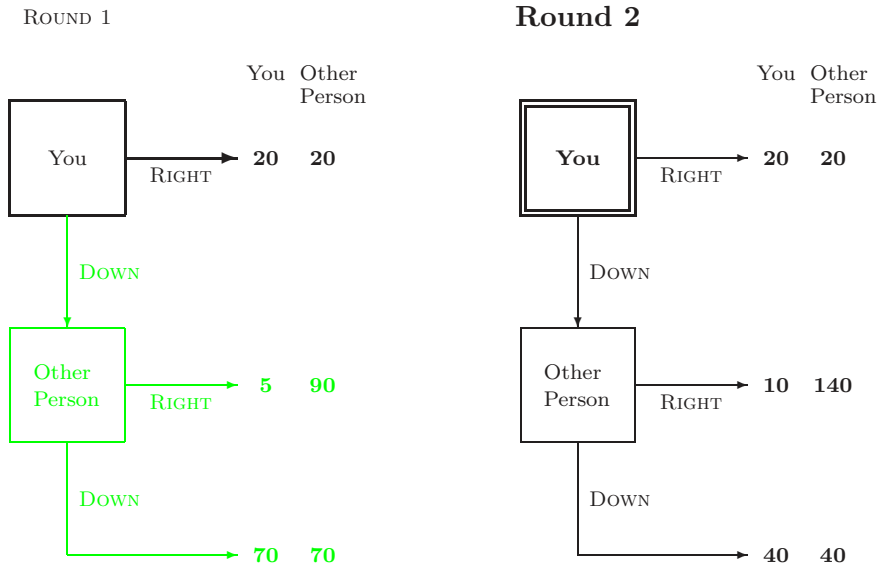 ROUND 1
You Other
Person
You
RIGHT
20 20
DOWN
Other
Person
RIGHT
5 90
DOWN
70 70
Round 2
You Other
Person
You
RIGHT
20 20
DOWN
Other
Person
RIGHT
10 140
DOWN
40 40